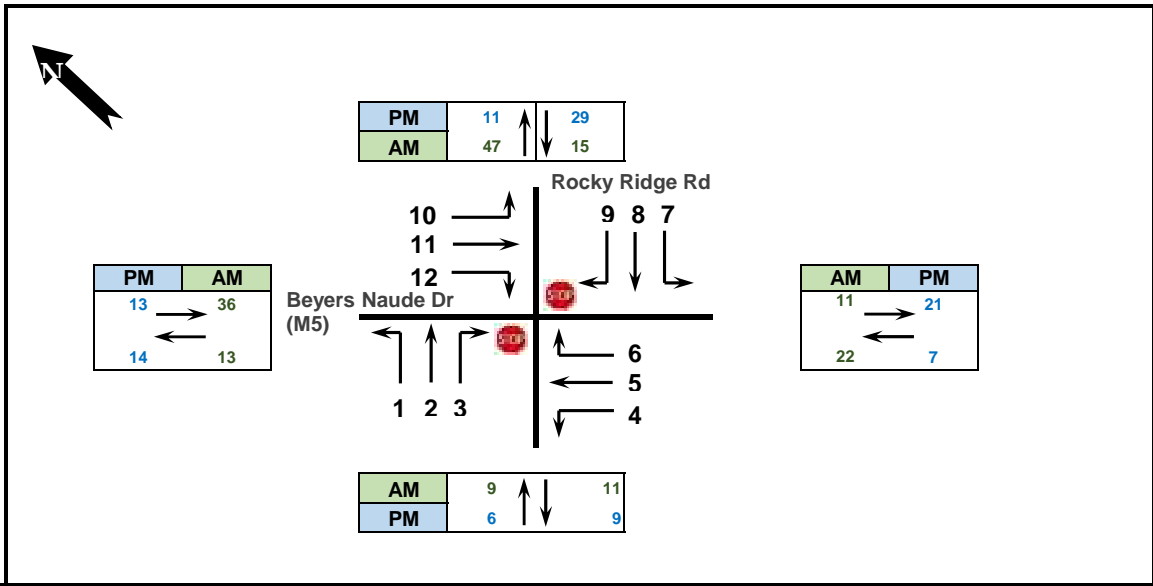 N
PM 11 29
AM 47 15
Rocky Ridge Rd
10 9 8 7
11
12
PM AM
13 36
14 13
Beyers Naude Dr
(M5)
AM PM
11 21
22 7
6
5
4
1 2 3
AM 9 11
PM 6 9